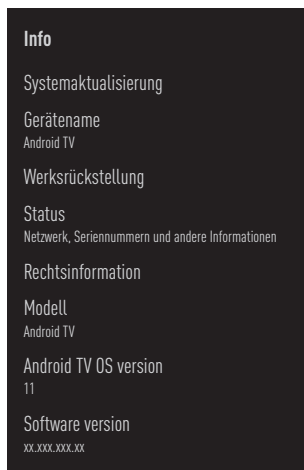 Info
Systemaktualisierung
Gerätename
Android TV
Werksrückstellung
Status
Netzwerk, Seriennummern und andere Informationen
Rechtsinformation
Modell
Android TV
Android TV OS version
11
Software version
xx.xxx.xxx.xx